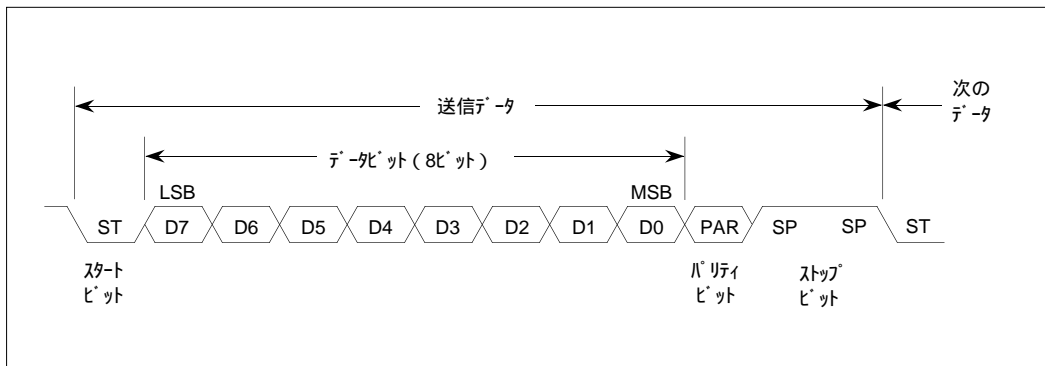 送信ﾃﾞｰﾀ
次の
ﾃﾞｰﾀ
ﾃﾞｰﾀﾋﾞｯﾄ ( 8ﾋﾞｯﾄ )
LSB
MSB
ST D7 D6 D5 D4 D3 D2 D1 D0 PAR SP SP ST
ｽﾀｰﾄ
ﾋﾞｯﾄ
ﾊﾟﾘﾃｨ
ﾋﾞｯﾄ
ｽﾄｯﾌﾟ
ﾋﾞｯﾄ